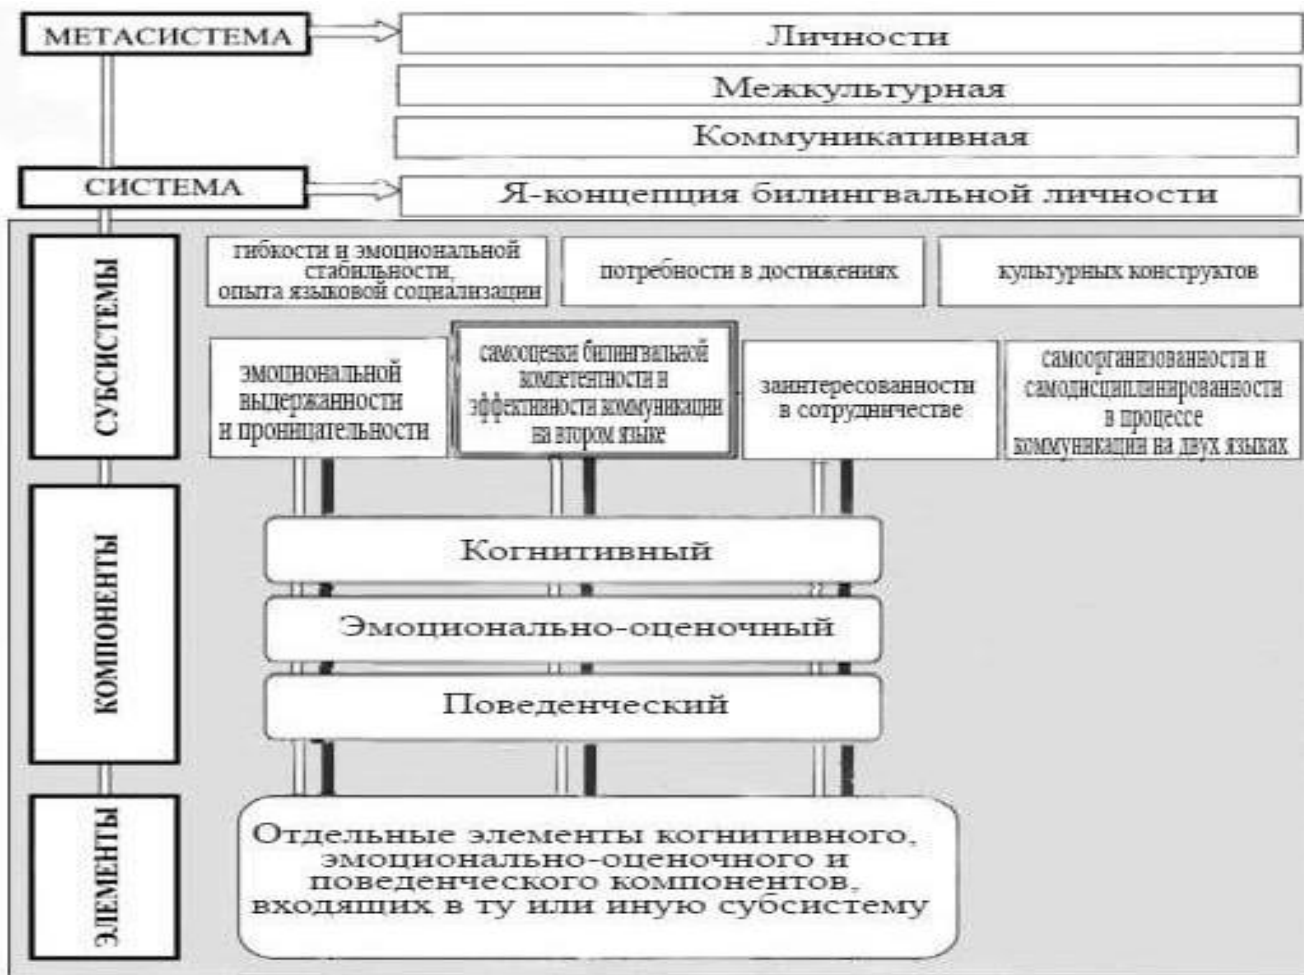 МЕТАСИСТЕМА
Личности
Межкультурная
Коммуникативная
СИСТЕМА
Я-концепция билингвальной личности
СУБСИСТЕМЫ
гибкости и эмоциональной
стабильности,
опыта языковой социализации
потребности в достижениях
культурных конструктов
эмоциональной
выдержанности
и проницательности
самооценки билингвальной
компетентности и
эффективности коммуникации
на втором языке
заинтересованности
в сотрудничестве
самоорганизованности и
самодисциплинированности
в процессе
коммуникации на двух языках
КОМПОНЕНТЫ
Когнитивный
Эмоционально-оценочный
Поведенческий
ЭЛЕМЕНТЫ
Отдельные элементы когнитивного,
эмоционально-оценочного и
поведенческого компонентов,
входящих в ту или иную субсистему